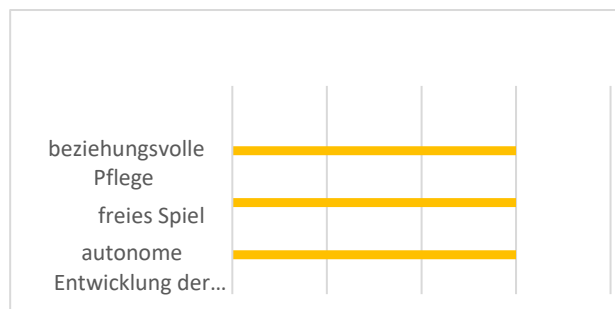 beziehungsvolle
Pflege
freies Spiel
autonome
Entwicklung der…